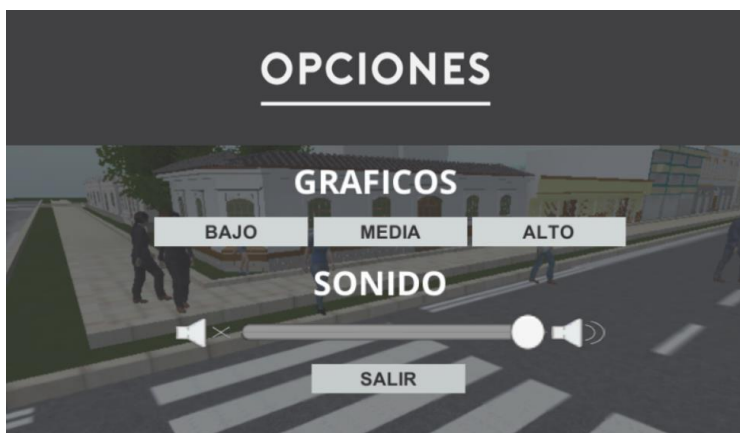 OPCIONES
GRAFICOS
BAJO MEDIA ALTO
SONIDO
SALIR